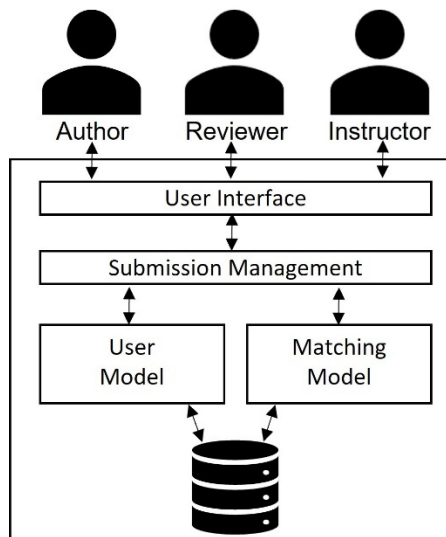 Author Reviewer Instructor
User Interface
Submission Management
User Matching
Model Model